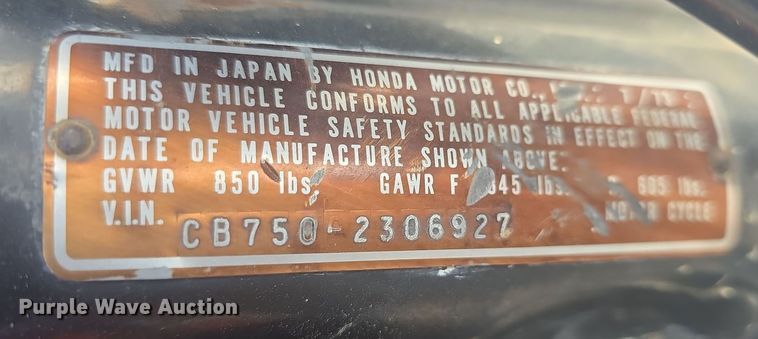 MFD IN JAPAN BY HONDA MOTOR CO.,
THIS VEHICLE CONFORMS TO ALL APPLICABLE FEDERAL
MOTOR VEHICLE SAFETY STANDARDS IN EFFECT ON THE
DATE OF MANUFACTURE SHOWN ABOVE.
GVWR 850 lbs. GAWR F 605 lbs.
V.I.N. CB750-2306927 MOTOR CYCLE
Purple Wave Auction